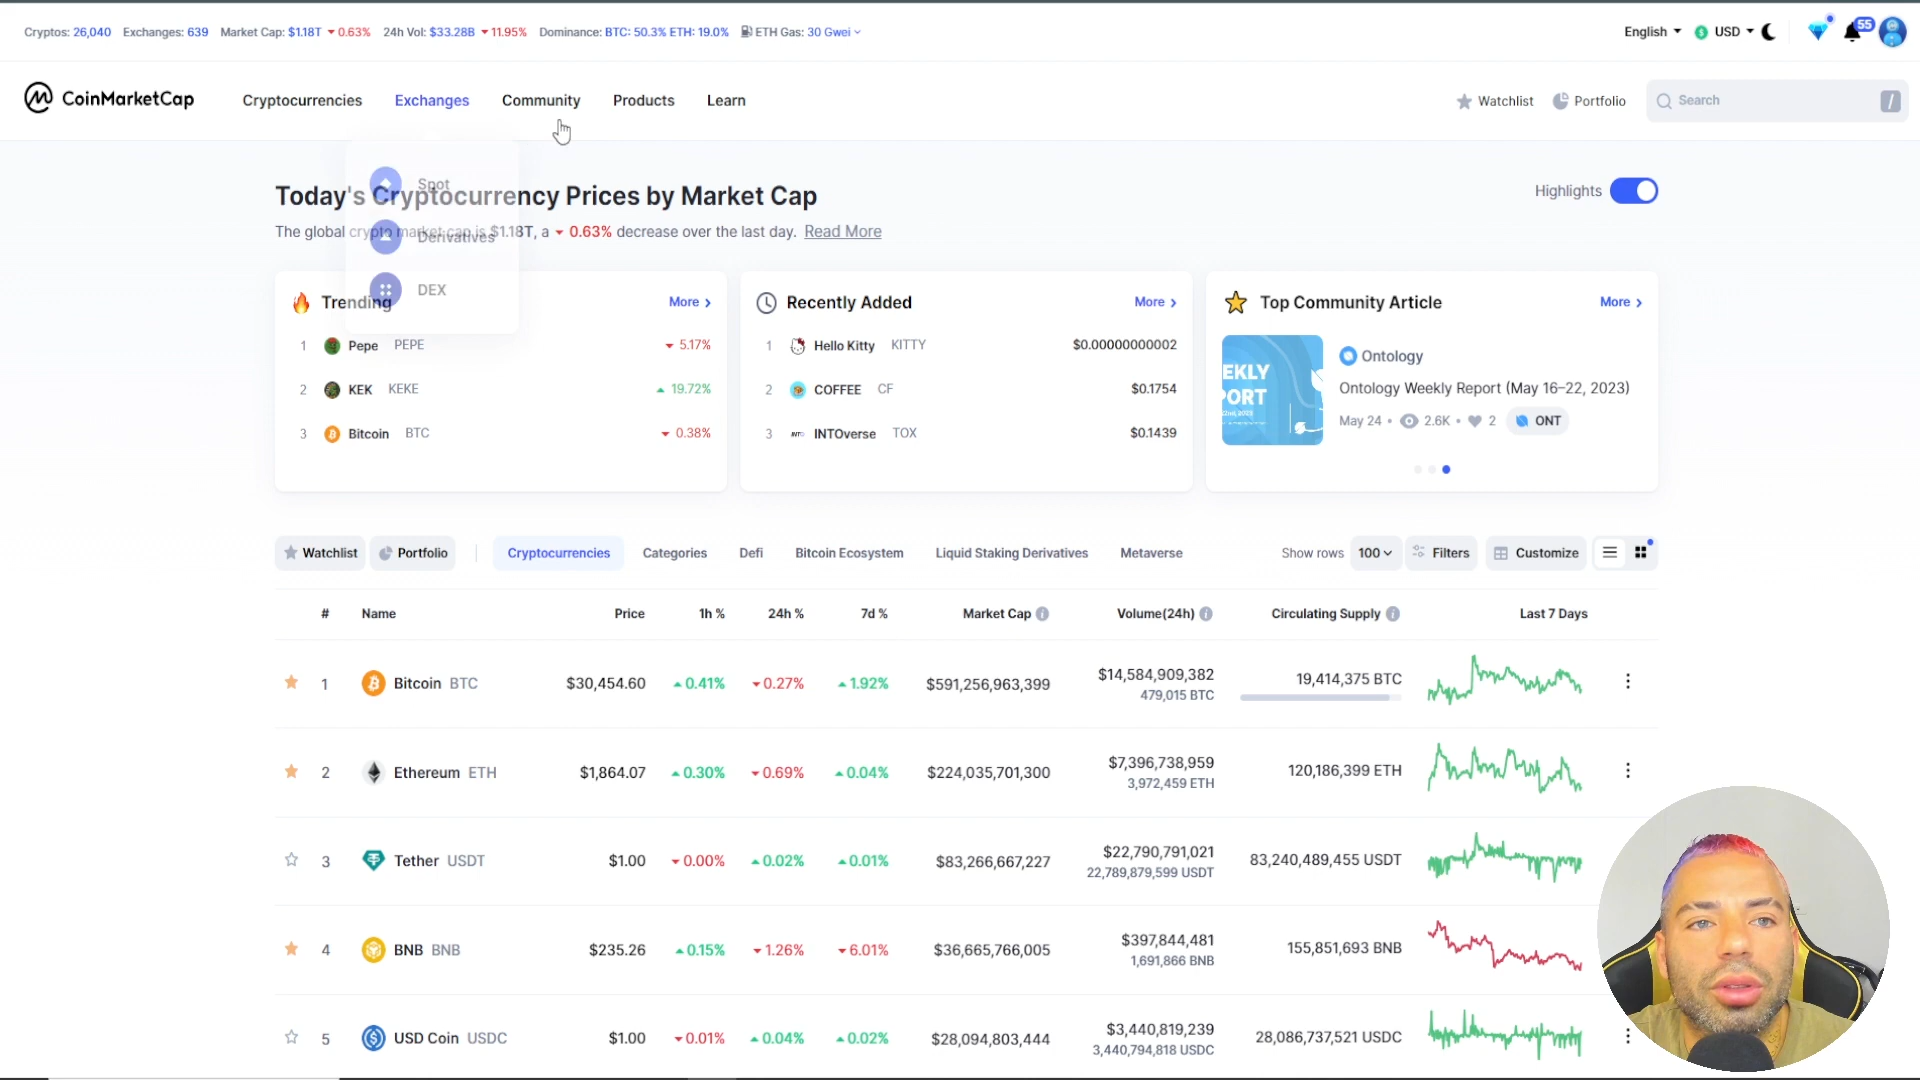 Cryptos: 26,040 Exchanges: 639 Market Cap: $1.18T 0.63% 24h Vol: $33.28B 11.95% Dominance: BTC: 50.3% ETH: 19.0% ETH Gas: 30 Gwei
English USD 55
CoinMarketCap Cryptocurrencies Exchanges Community Products Learn
Watchlist Portfolio Search /
Spot
Derivatives
DEX
Today's Cryptocurrency Prices by Market Cap
Highlights
The global crypto market cap is $1.18T, a 0.63% decrease over the last day. Read More
Trending More
1 Pepe PEPE 5.17%
2 KEK KEKE 19.72%
3 Bitcoin BTC 0.38%
Recently Added More
1 Hello Kitty KITTY $0.00000000002
2 COFFEE CF $0.1754
3 INTOverse TOX $0.1439
Top Community Article More
EKLY
PORT
Ontology
Ontology Weekly Report (May 16–22, 2023)
May 24 • 2.6K • 2 ONT
Watchlist Portfolio Cryptocurrencies Categories Defi Bitcoin Ecosystem Liquid Staking Derivatives Metaverse Show rows 100 Filters Customize
# Name Price 1h % 24h % 7d % Market Cap Volume(24h) Circulating Supply Last 7 Days
1 Bitcoin BTC $30,454.60 0.41% 0.27% 1.92% $591,256,963,399 $14,584,909,382 19,414,375 BTC
479,015 BTC
2 Ethereum ETH $1,864.07 0.30% 0.69% 0.04% $224,035,701,300 $7,396,738,959 120,186,399 ETH
3,972,459 ETH
3 Tether USDT $1.00 0.00% 0.02% 0.01% $83,266,667,227 $22,790,791,021 83,240,489,455 USDT
22,789,879,599 USDT
4 BNB BNB $235.26 0.15% 1.26% 6.01% $36,665,766,005 $397,844,481 155,851,693 BNB
1,691,866 BNB
5 USD Coin USDC $1.00 0.01% 0.04% 0.02% $28,094,803,444 $3,440,819,239 28,086,737,521 USDC
3,440,794,818 USDC